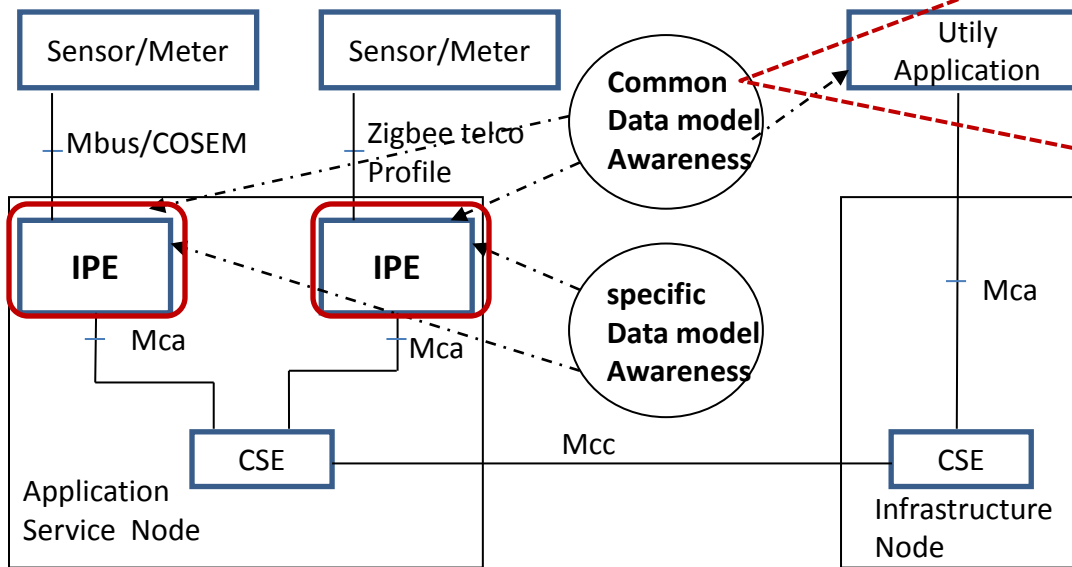 Sensor/Meter
Sensor/Meter
Utily
Application
Common
Data model
Awareness
Mbus/COSEM
Zigbee telco
Profile
IPE
IPE
specific
Data model
Awareness
Mca
Mca
Mca
CSE
Mcc
CSE
Application
Service Node
Infrastructure
Node